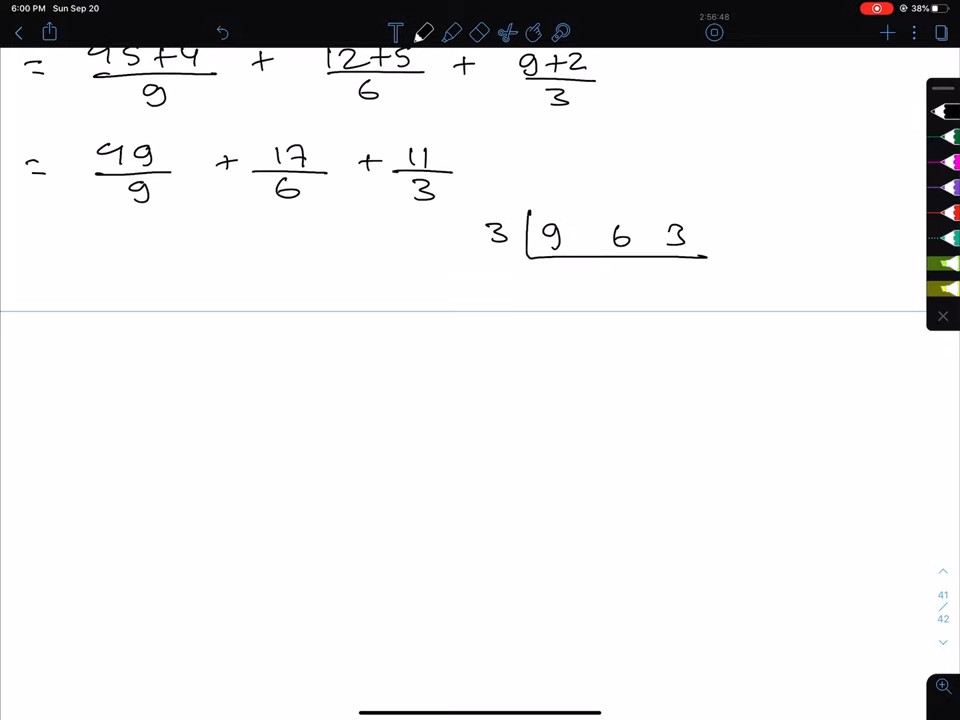 6:00 PM Sun Sep 20
2:56:48
38%
= 45+4/9 + 12+5/6 + 9+2/3
= 49/9 + 17/6 + 11/3
3 | 9 6 3
41
/
42